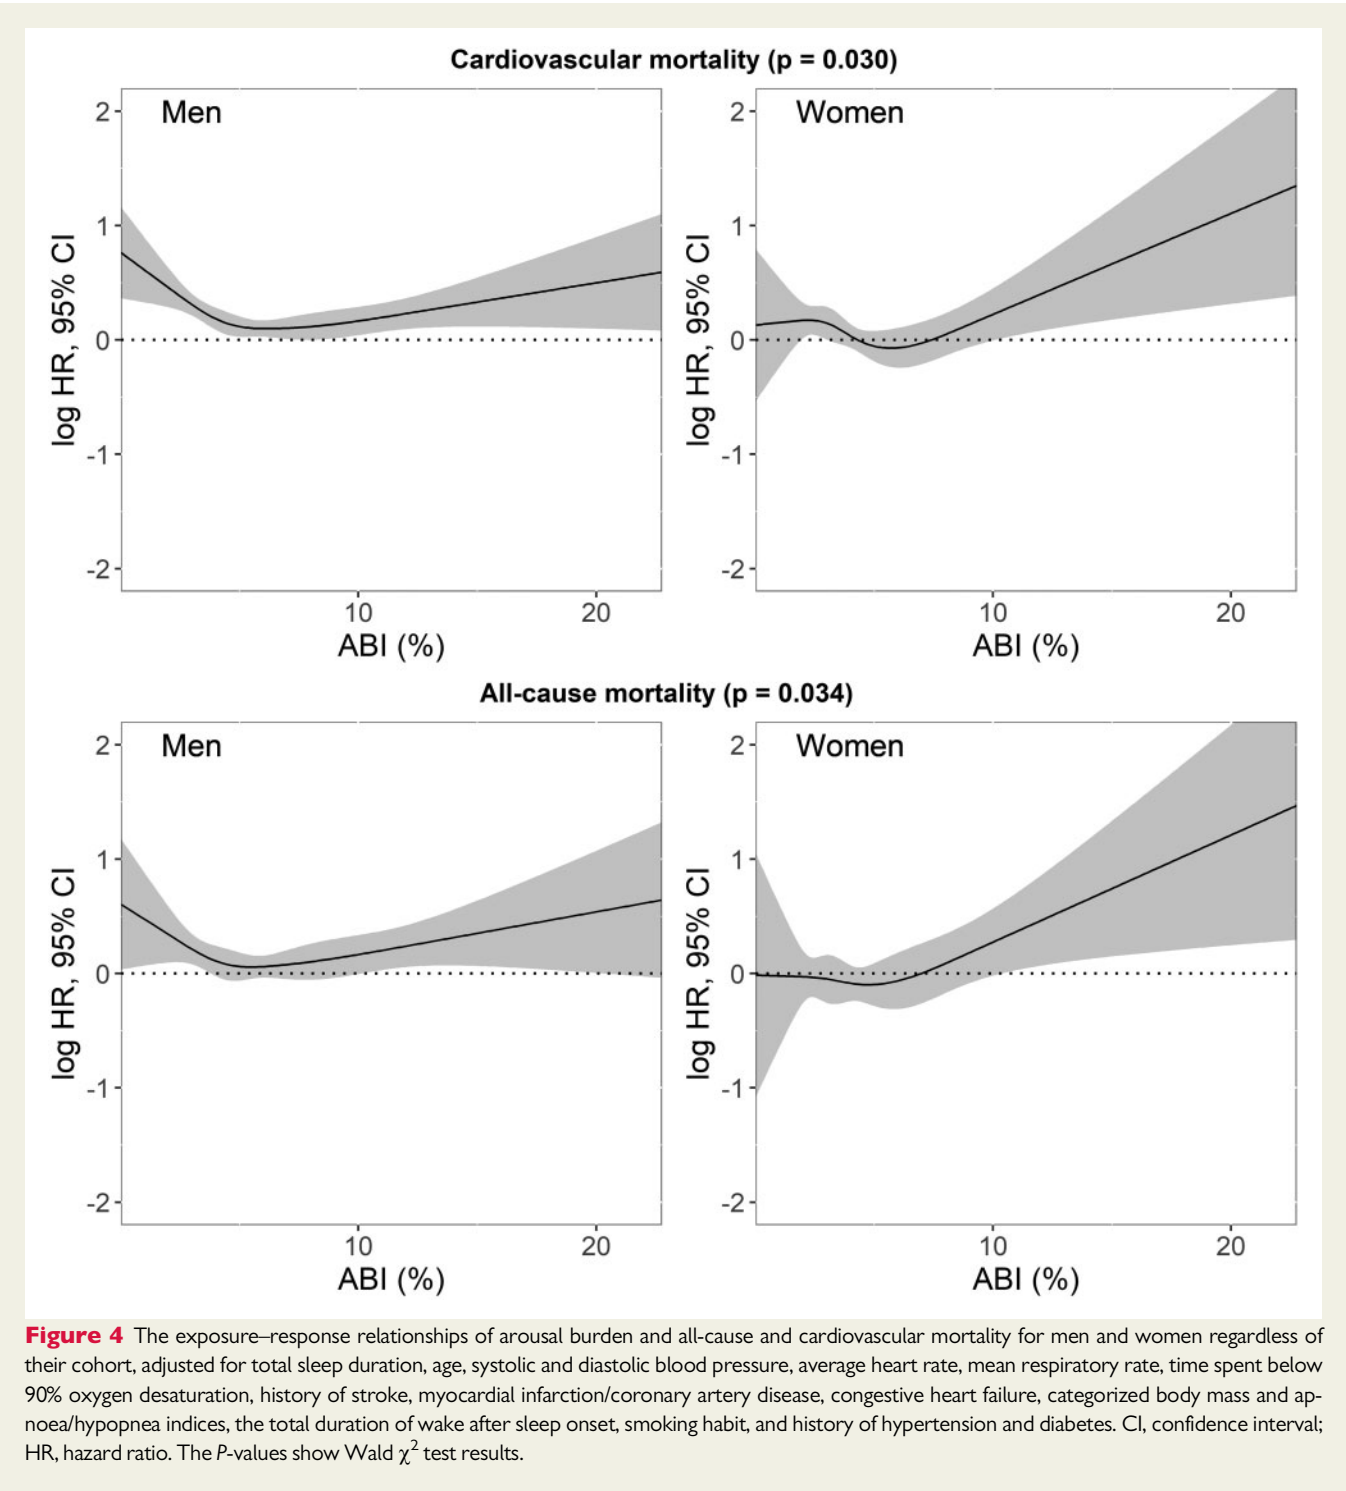 Cardiovascular mortality (p = 0.030)
Men
Women
2
1
0
-1
-2
log HR, 95% CI
10
20
ABI (%)
2
1
0
-1
-2
log HR, 95% CI
10
20
ABI (%)
All-cause mortality (p = 0.034)
Men
Women
2
1
0
-1
-2
log HR, 95% CI
10
20
ABI (%)
2
1
0
-1
-2
log HR, 95% CI
10
20
ABI (%)
Figure 4 The exposure–response relationships of arousal burden and all-cause and cardiovascular mortality for men and women regardless of
their cohort, adjusted for total sleep duration, age, systolic and diastolic blood pressure, average heart rate, mean respiratory rate, time spent below
90% oxygen desaturation, history of stroke, myocardial infarction/coronary artery disease, congestive heart failure, categorized body mass and ap-
noea/hypopnea indices, the total duration of wake after sleep onset, smoking habit, and history of hypertension and diabetes. CI, confidence interval;
HR, hazard ratio. The P-values show Wald χ² test results.